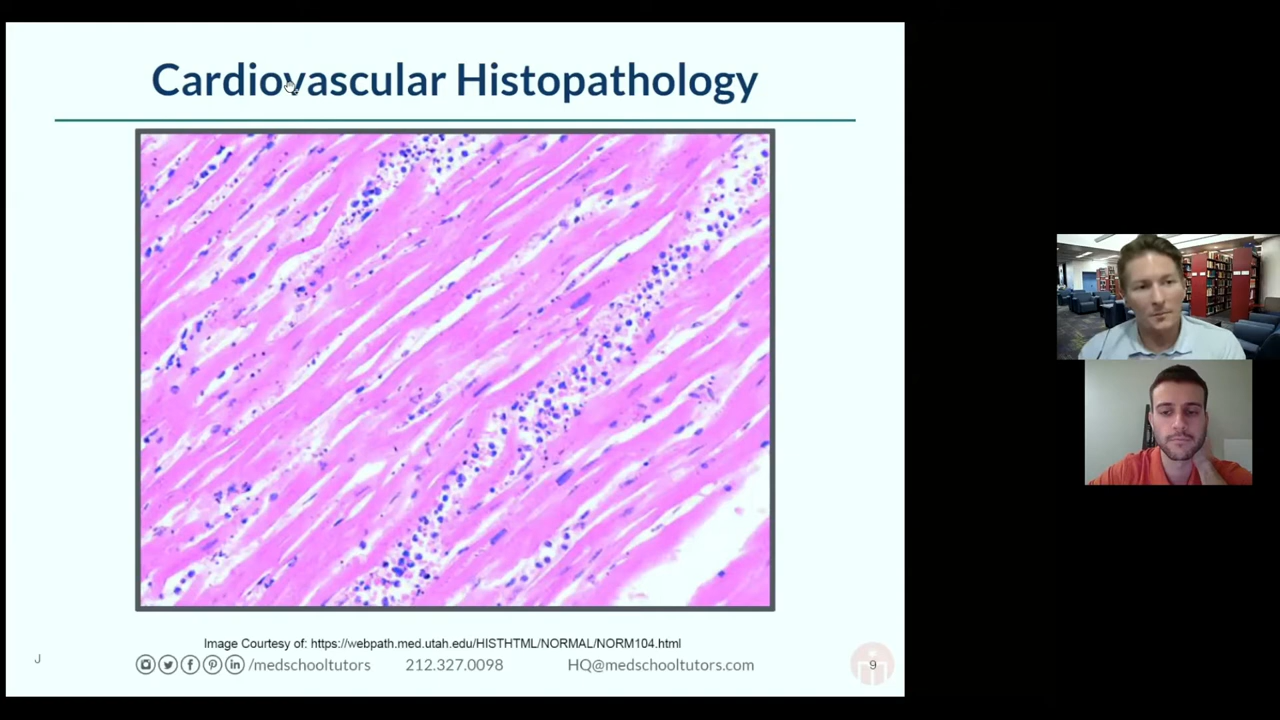 Cardiovascular Histopathology
Image Courtesy of: https://webpath.med.utah.edu/HISTHTML/NORMAL/NORM104.html
J
/medschooltutors 212.327.0098 HQ@medschooltutors.com
9